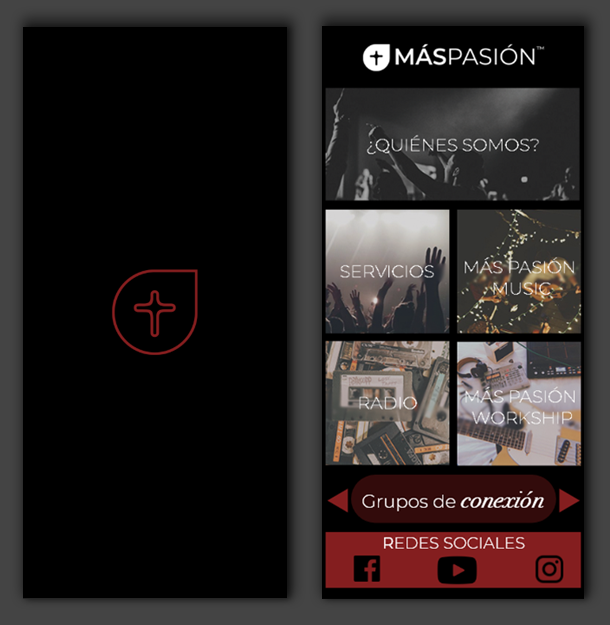 MÁSPASIÓN™
¿QUIÉNES SOMOS?
SERVICIOS
MÁS PASIÓN
MUSIC
RADIO
MÁS PASIÓN
WORKSHIP
Grupos de conexión
REDES SOCIALES